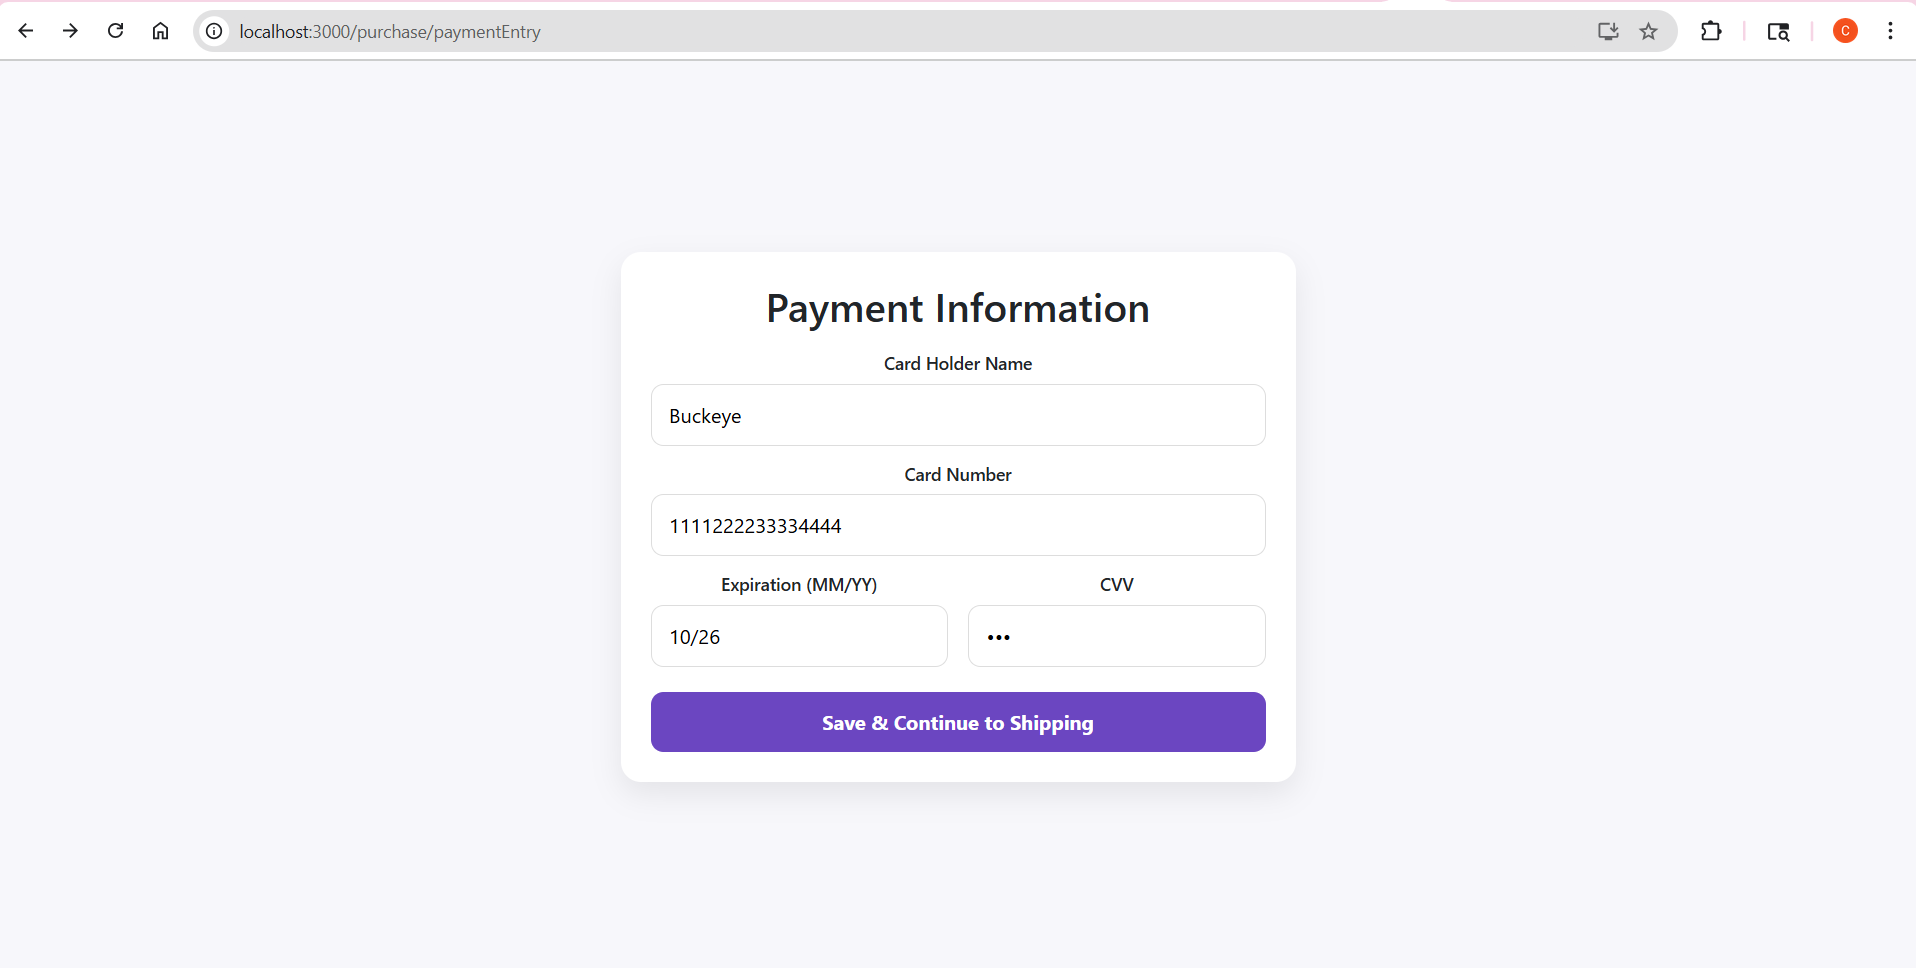 localhost:3000/purchase/paymentEntry
C
Payment Information
Card Holder Name
Buckeye
Card Number
1111222233334444
Expiration (MM/YY) CVV
10/26 •••
Save & Continue to Shipping